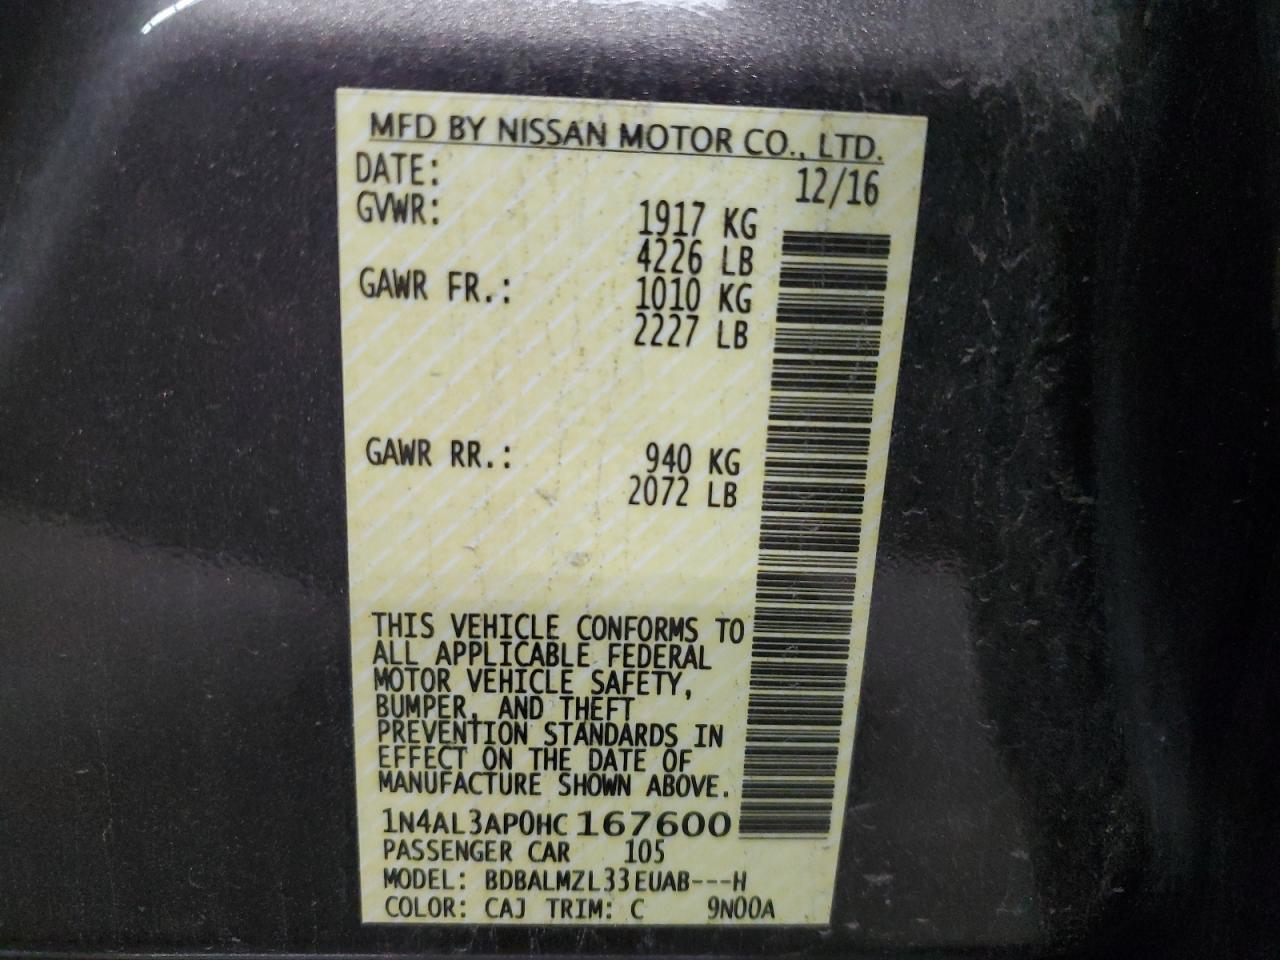 MFD BY NISSAN MOTOR CO., LTD.
DATE: 12/16
GVWR: 1917 KG
4226 LB
GAWR FR.: 1010 KG
2227 LB
GAWR RR.: 940 KG
2072 LB
THIS VEHICLE CONFORMS TO
ALL APPLICABLE FEDERAL
MOTOR VEHICLE SAFETY,
BUMPER, AND THEFT
PREVENTION STANDARDS IN
EFFECT ON THE DATE OF
MANUFACTURE SHOWN ABOVE.
1N4AL3AP0HC167600
PASSENGER CAR 105
MODEL: BDBALMZL33EUAB---H
COLOR: CAJ TRIM: C 9N00A